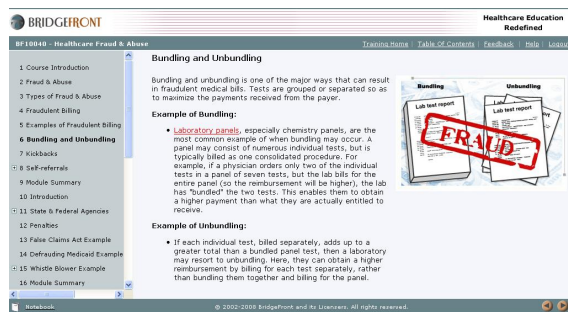 BRIDGEFRONT
Healthcare Education
Redefined
BF10040 - Healthcare Fraud & Abuse
Training Home | Table Of Contents | Feedback | Help | Logout
1 Course Introduction
2 Fraud & Abuse
3 Types of Fraud & Abuse
4 Fraudulent Billing
5 Examples of Fraudulent Billing
6 Bundling and Unbundling
7 Kickbacks
8 Self-referrals
9 Module Summary
10 Introduction
11 State & Federal Agencies
12 Penalties
13 False Claims Act Example
14 Defrauding Medicaid Example
15 Whistle Blower Example
16 Module Summary
Notebook
Bundling and Unbundling
Bundling and unbundling is one of the major ways that can result
in fraudulent medical bills. Tests are grouped or separated so as
to maximize the payments received from the payer.
Example of Bundling:
• Laboratory panels, especially chemistry panels, are the
most common example of when bundling may occur. A
panel may consist of numerous individual tests, but is
typically billed as one consolidated procedure. For
example, if a physician orders only two of the individual
tests in a panel of seven tests, but the lab bills for the
entire panel (so the reimbursement will be higher), the lab
has "bundled" the two tests. This enables them to obtain
a higher payment than what they are actually entitled to
receive.
Example of Unbundling:
• If each individual test, billed separately, adds up to a
greater total than a bundled panel test, then a laboratory
may resort to unbundling. Here, they can obtain a higher
reimbursement by billing for each test separately, rather
than bundling them together and billing for the panel.
Bundling
Unbundling
Lab test report
Lab test report
FRAUD
© 2002-2008 BridgeFront and its Licensers. All rights reserved.